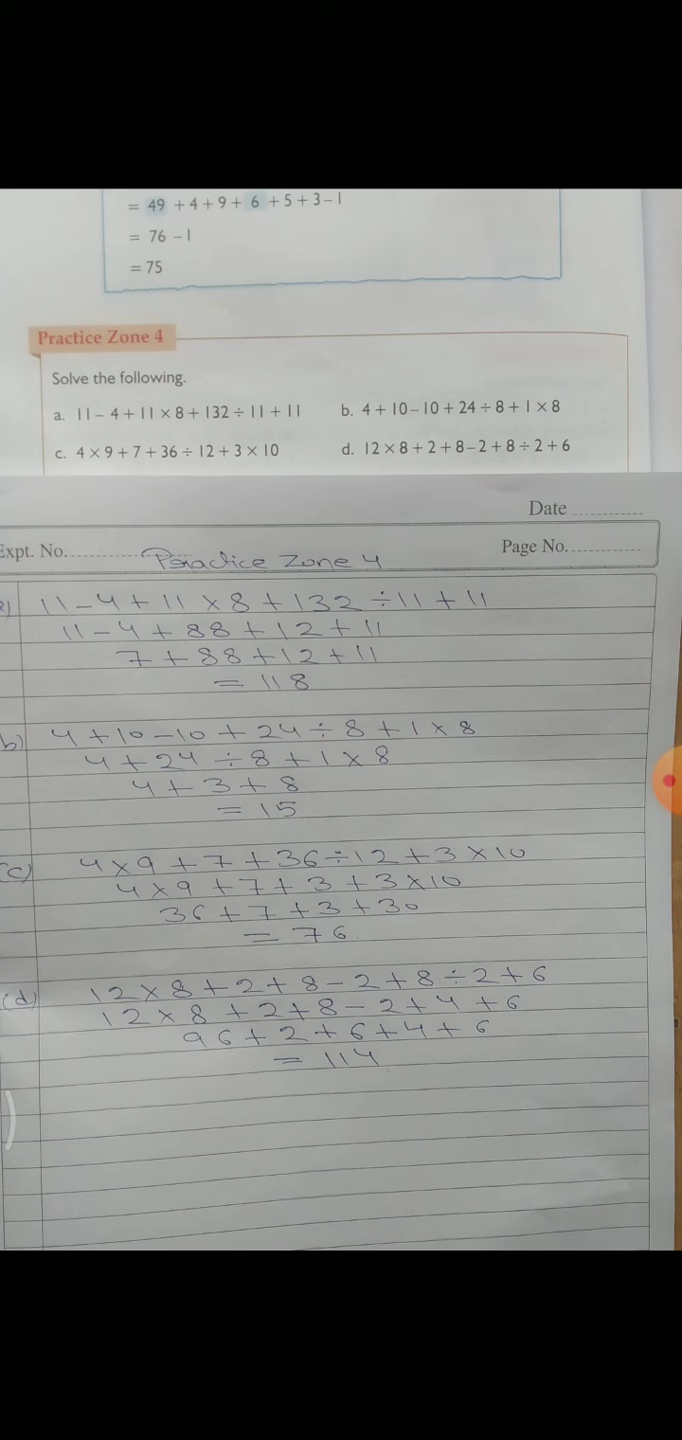 = 49 + 4 + 9 + 6 + 5 + 3 – 1
= 76 – 1
= 75
Practice Zone 4
Solve the following.
a. 11 – 4 + 11 × 8 + 132 ÷ 11 + 11
b. 4 + 10 – 10 + 24 ÷ 8 + 1 × 8
c. 4 × 9 + 7 + 36 ÷ 12 + 3 × 10
d. 12 × 8 + 2 + 8 – 2 + 8 ÷ 2 + 6
Date
Expt. No. Practice Zone 4
Page No.
11 – 4 + 11 × 8 + 132 ÷ 11 + 11
11 – 4 + 88 + 12 + 11
7 + 88 + 12 + 11
= 118
b) 4 + 10 – 10 + 24 ÷ 8 + 1 × 8
4 + 24 ÷ 8 + 1 × 8
4 + 3 + 8
= 15
(c) 4 × 9 + 7 + 36 ÷ 12 + 3 × 10
4 × 9 + 7 + 3 + 3 × 10
36 + 7 + 3 + 30
= 76
(d) 12 × 8 + 2 + 8 – 2 + 8 ÷ 2 + 6
12 × 8 + 2 + 8 – 2 + 4 + 6
96 + 2 + 6 + 4 + 6
= 114